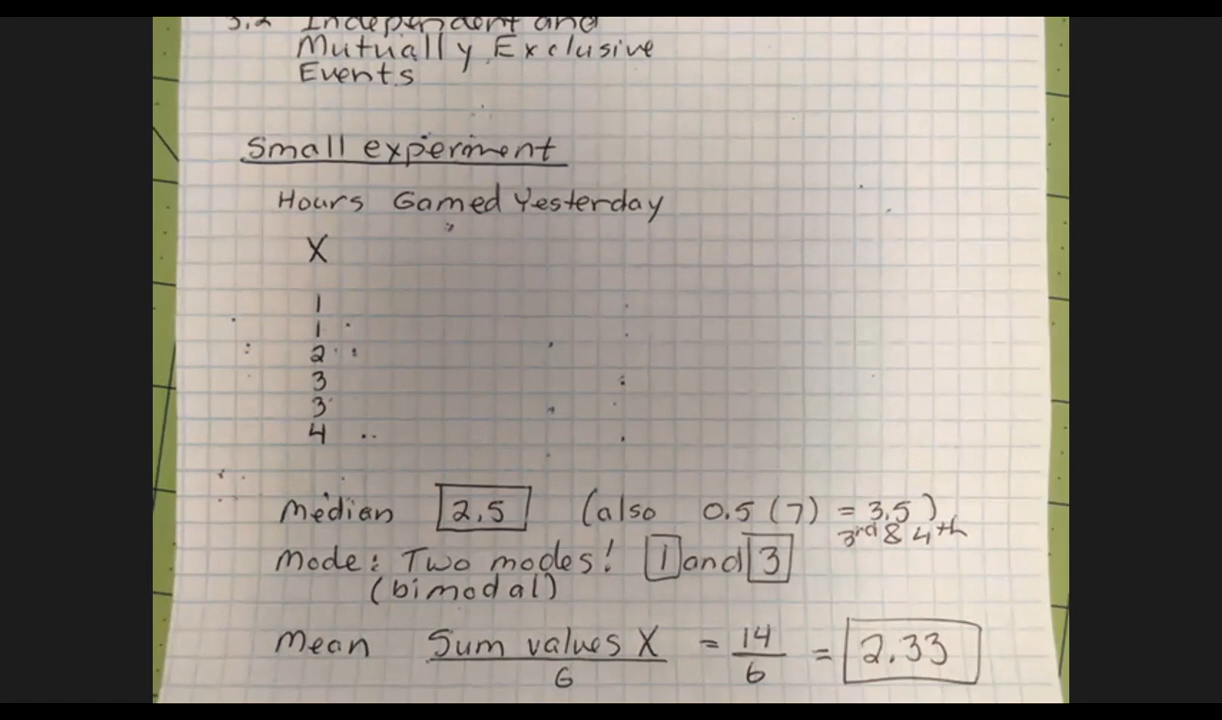 3.2 Independent and
Mutually Exclusive
Events
Small experiment
Hours Gamed Yesterday
X
1
1
2
3
3
4
Median 2.5 (also 0.5 (7) = 3.5)
3rd & 4th
Mode: Two modes! 1 and 3
(bimodal)
Mean Sum values X / 6 = 14 / 6 = 2.33